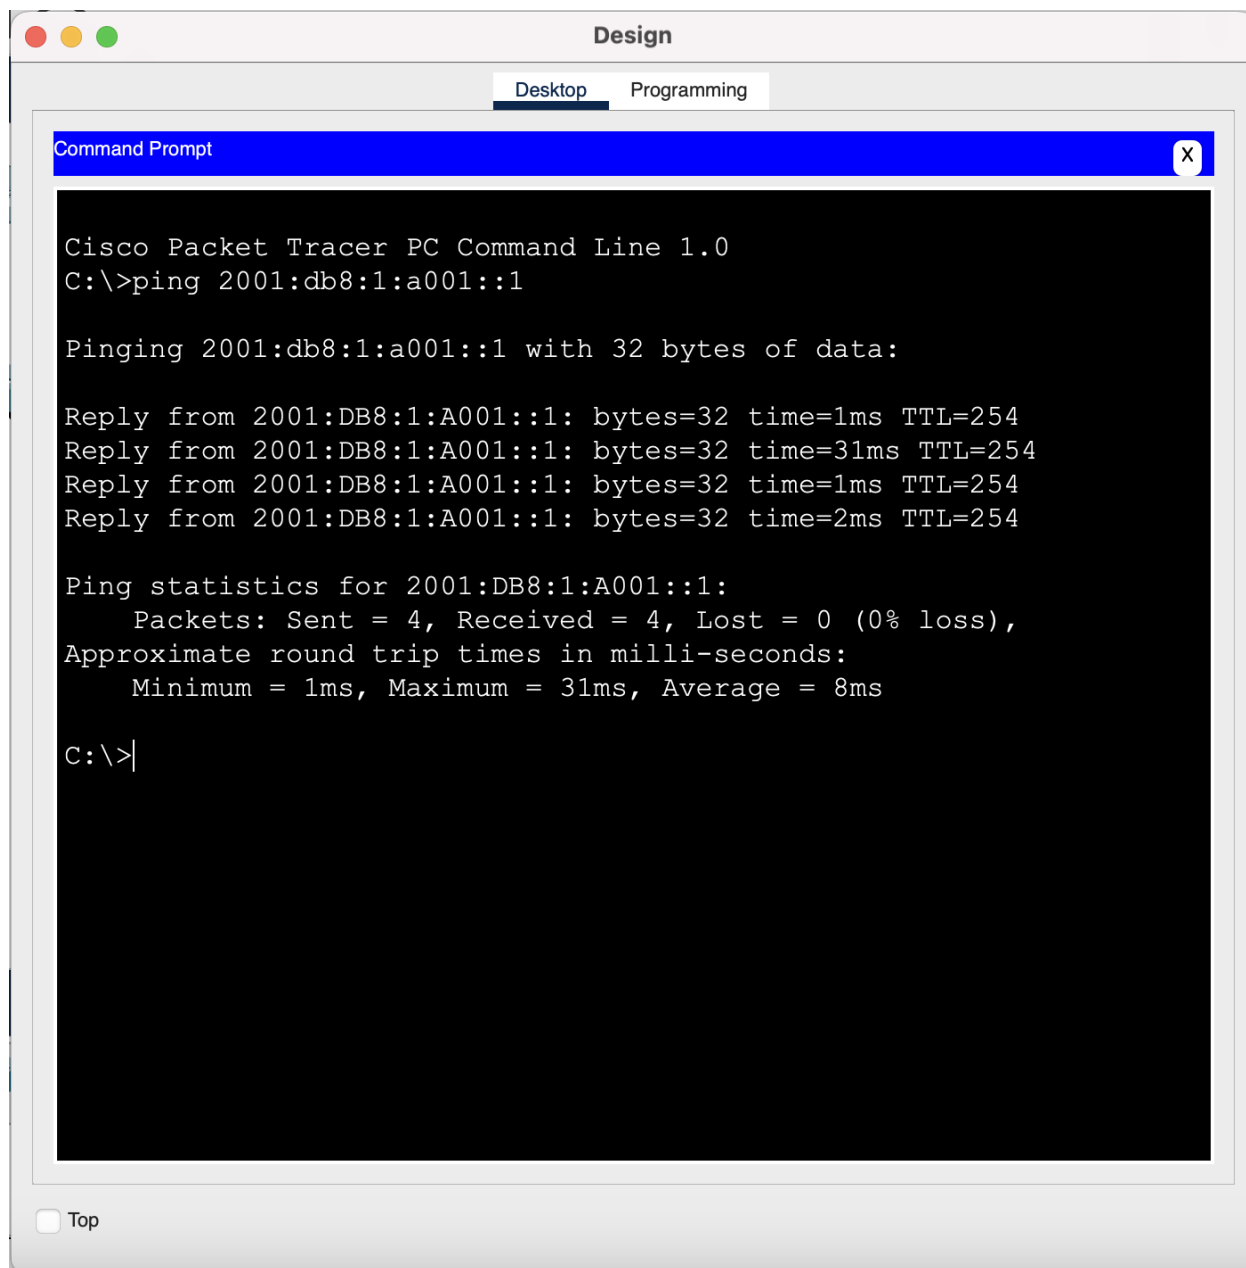 Design
Desktop Programming
Command Prompt X
Cisco Packet Tracer PC Command Line 1.0
C:\>ping 2001:db8:1:a001::1
Pinging 2001:db8:1:a001::1 with 32 bytes of data:
Reply from 2001:DB8:1:A001::1: bytes=32 time=1ms TTL=254
Reply from 2001:DB8:1:A001::1: bytes=32 time=31ms TTL=254
Reply from 2001:DB8:1:A001::1: bytes=32 time=1ms TTL=254
Reply from 2001:DB8:1:A001::1: bytes=32 time=2ms TTL=254
Ping statistics for 2001:DB8:1:A001::1:
    Packets: Sent = 4, Received = 4, Lost = 0 (0% loss),
Approximate round trip times in milli-seconds:
    Minimum = 1ms, Maximum = 31ms, Average = 8ms
C:\>
Top